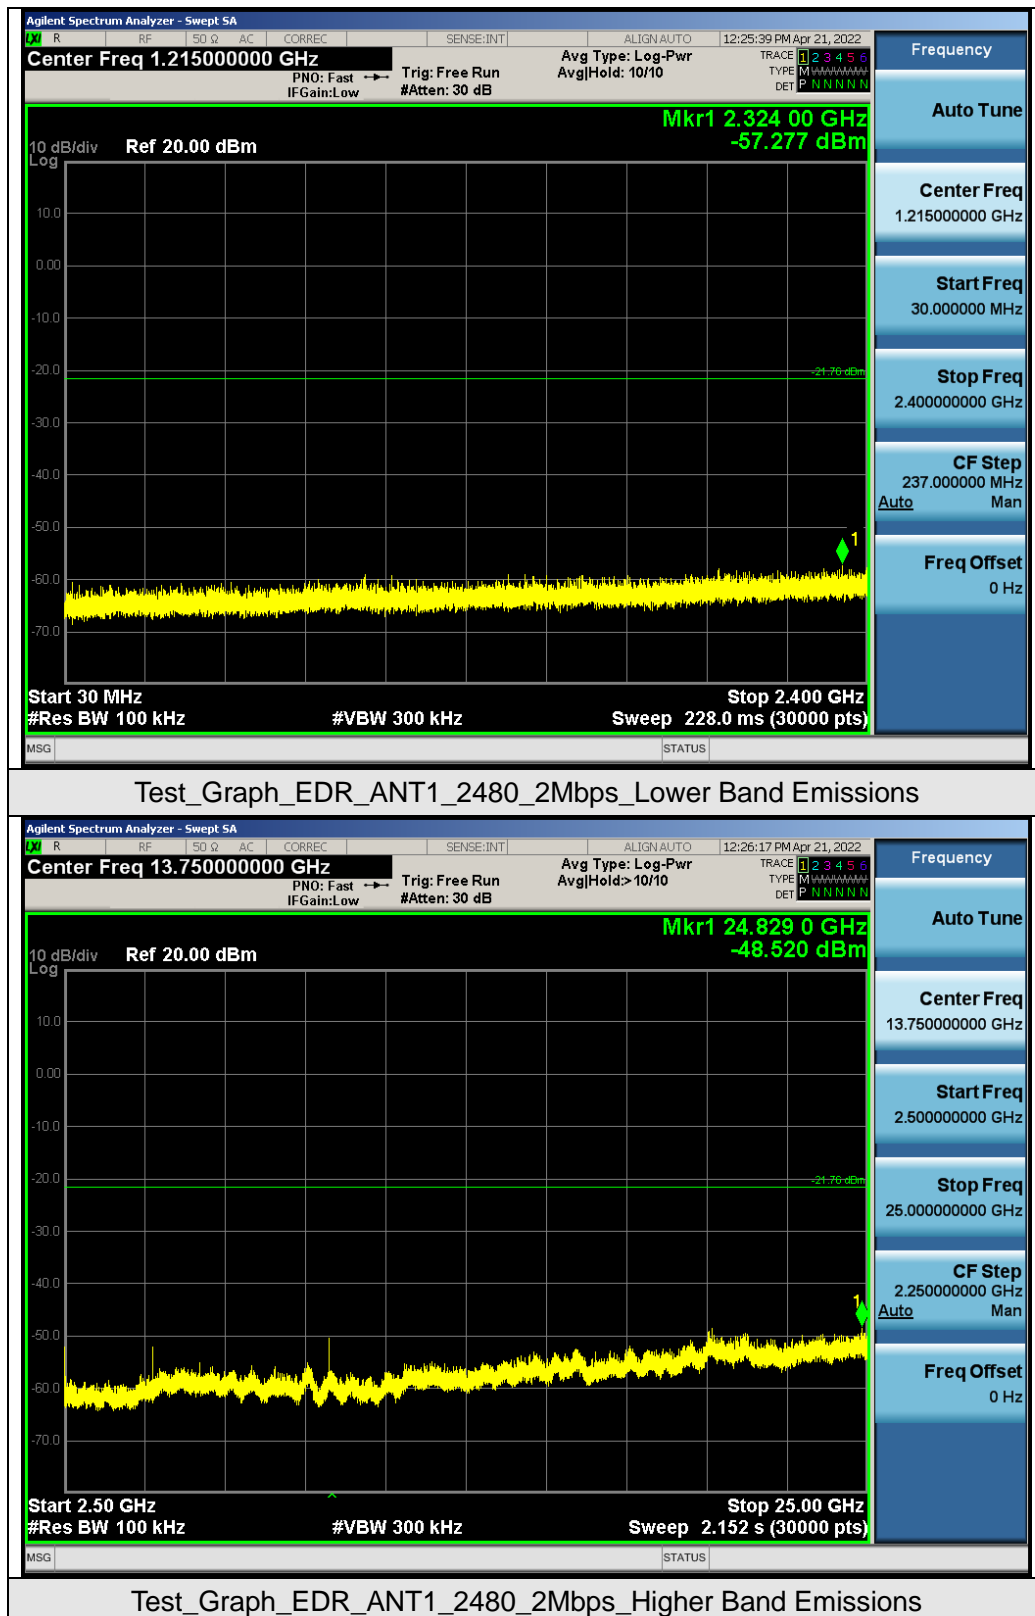 Agilent Spectrum Analyzer - Swept SA
LXI R RF 50 Ω AC CORREC SENSE:INT ALIGN AUTO 12:25:39 PM Apr 21, 2022
Center Freq 1.215000000 GHz
PNO: Fast
IFGain:Low
Trig: Free Run
#Atten: 30 dB
Avg Type: Log-Pwr
Avg|Hold: 10/10
TRACE 1 2 3 4 5 6
TYPE M
DET P N N N N N
Mkr1 2.324 00 GHz
-57.277 dBm
10 dB/div Ref 20.00 dBm
Log
10.0
0.00
-10.0
-20.0
-21.76 dBm
-30.0
-40.0
-50.0
1
-60.0
-70.0
Start 30 MHz Stop 2.400 GHz
#Res BW 100 kHz #VBW 300 kHz Sweep 228.0 ms (30000 pts)
MSG STATUS
Frequency
Auto Tune
Center Freq
1.215000000 GHz
Start Freq
30.000000 MHz
Stop Freq
2.400000000 GHz
CF Step
237.000000 MHz
Auto Man
Freq Offset
0 Hz
Test_Graph_EDR_ANT1_2480_2Mbps_Lower Band Emissions
Agilent Spectrum Analyzer - Swept SA
LXI R RF 50 Ω AC CORREC SENSE:INT ALIGN AUTO 12:26:17 PM Apr 21, 2022
Center Freq 13.750000000 GHz
PNO: Fast
IFGain:Low
Trig: Free Run
#Atten: 30 dB
Avg Type: Log-Pwr
Avg|Hold:>10/10
TRACE 1 2 3 4 5 6
TYPE M
DET P N N N N N
Mkr1 24.829 0 GHz
-48.520 dBm
10 dB/div Ref 20.00 dBm
Log
10.0
0.00
-10.0
-20.0
-21.76 dBm
-30.0
-40.0
1
-50.0
-60.0
-70.0
Start 2.50 GHz Stop 25.00 GHz
#Res BW 100 kHz #VBW 300 kHz Sweep 2.152 s (30000 pts)
MSG STATUS
Frequency
Auto Tune
Center Freq
13.750000000 GHz
Start Freq
2.500000000 GHz
Stop Freq
25.000000000 GHz
CF Step
2.250000000 GHz
Auto Man
Freq Offset
0 Hz
Test_Graph_EDR_ANT1_2480_2Mbps_Higher Band Emissions